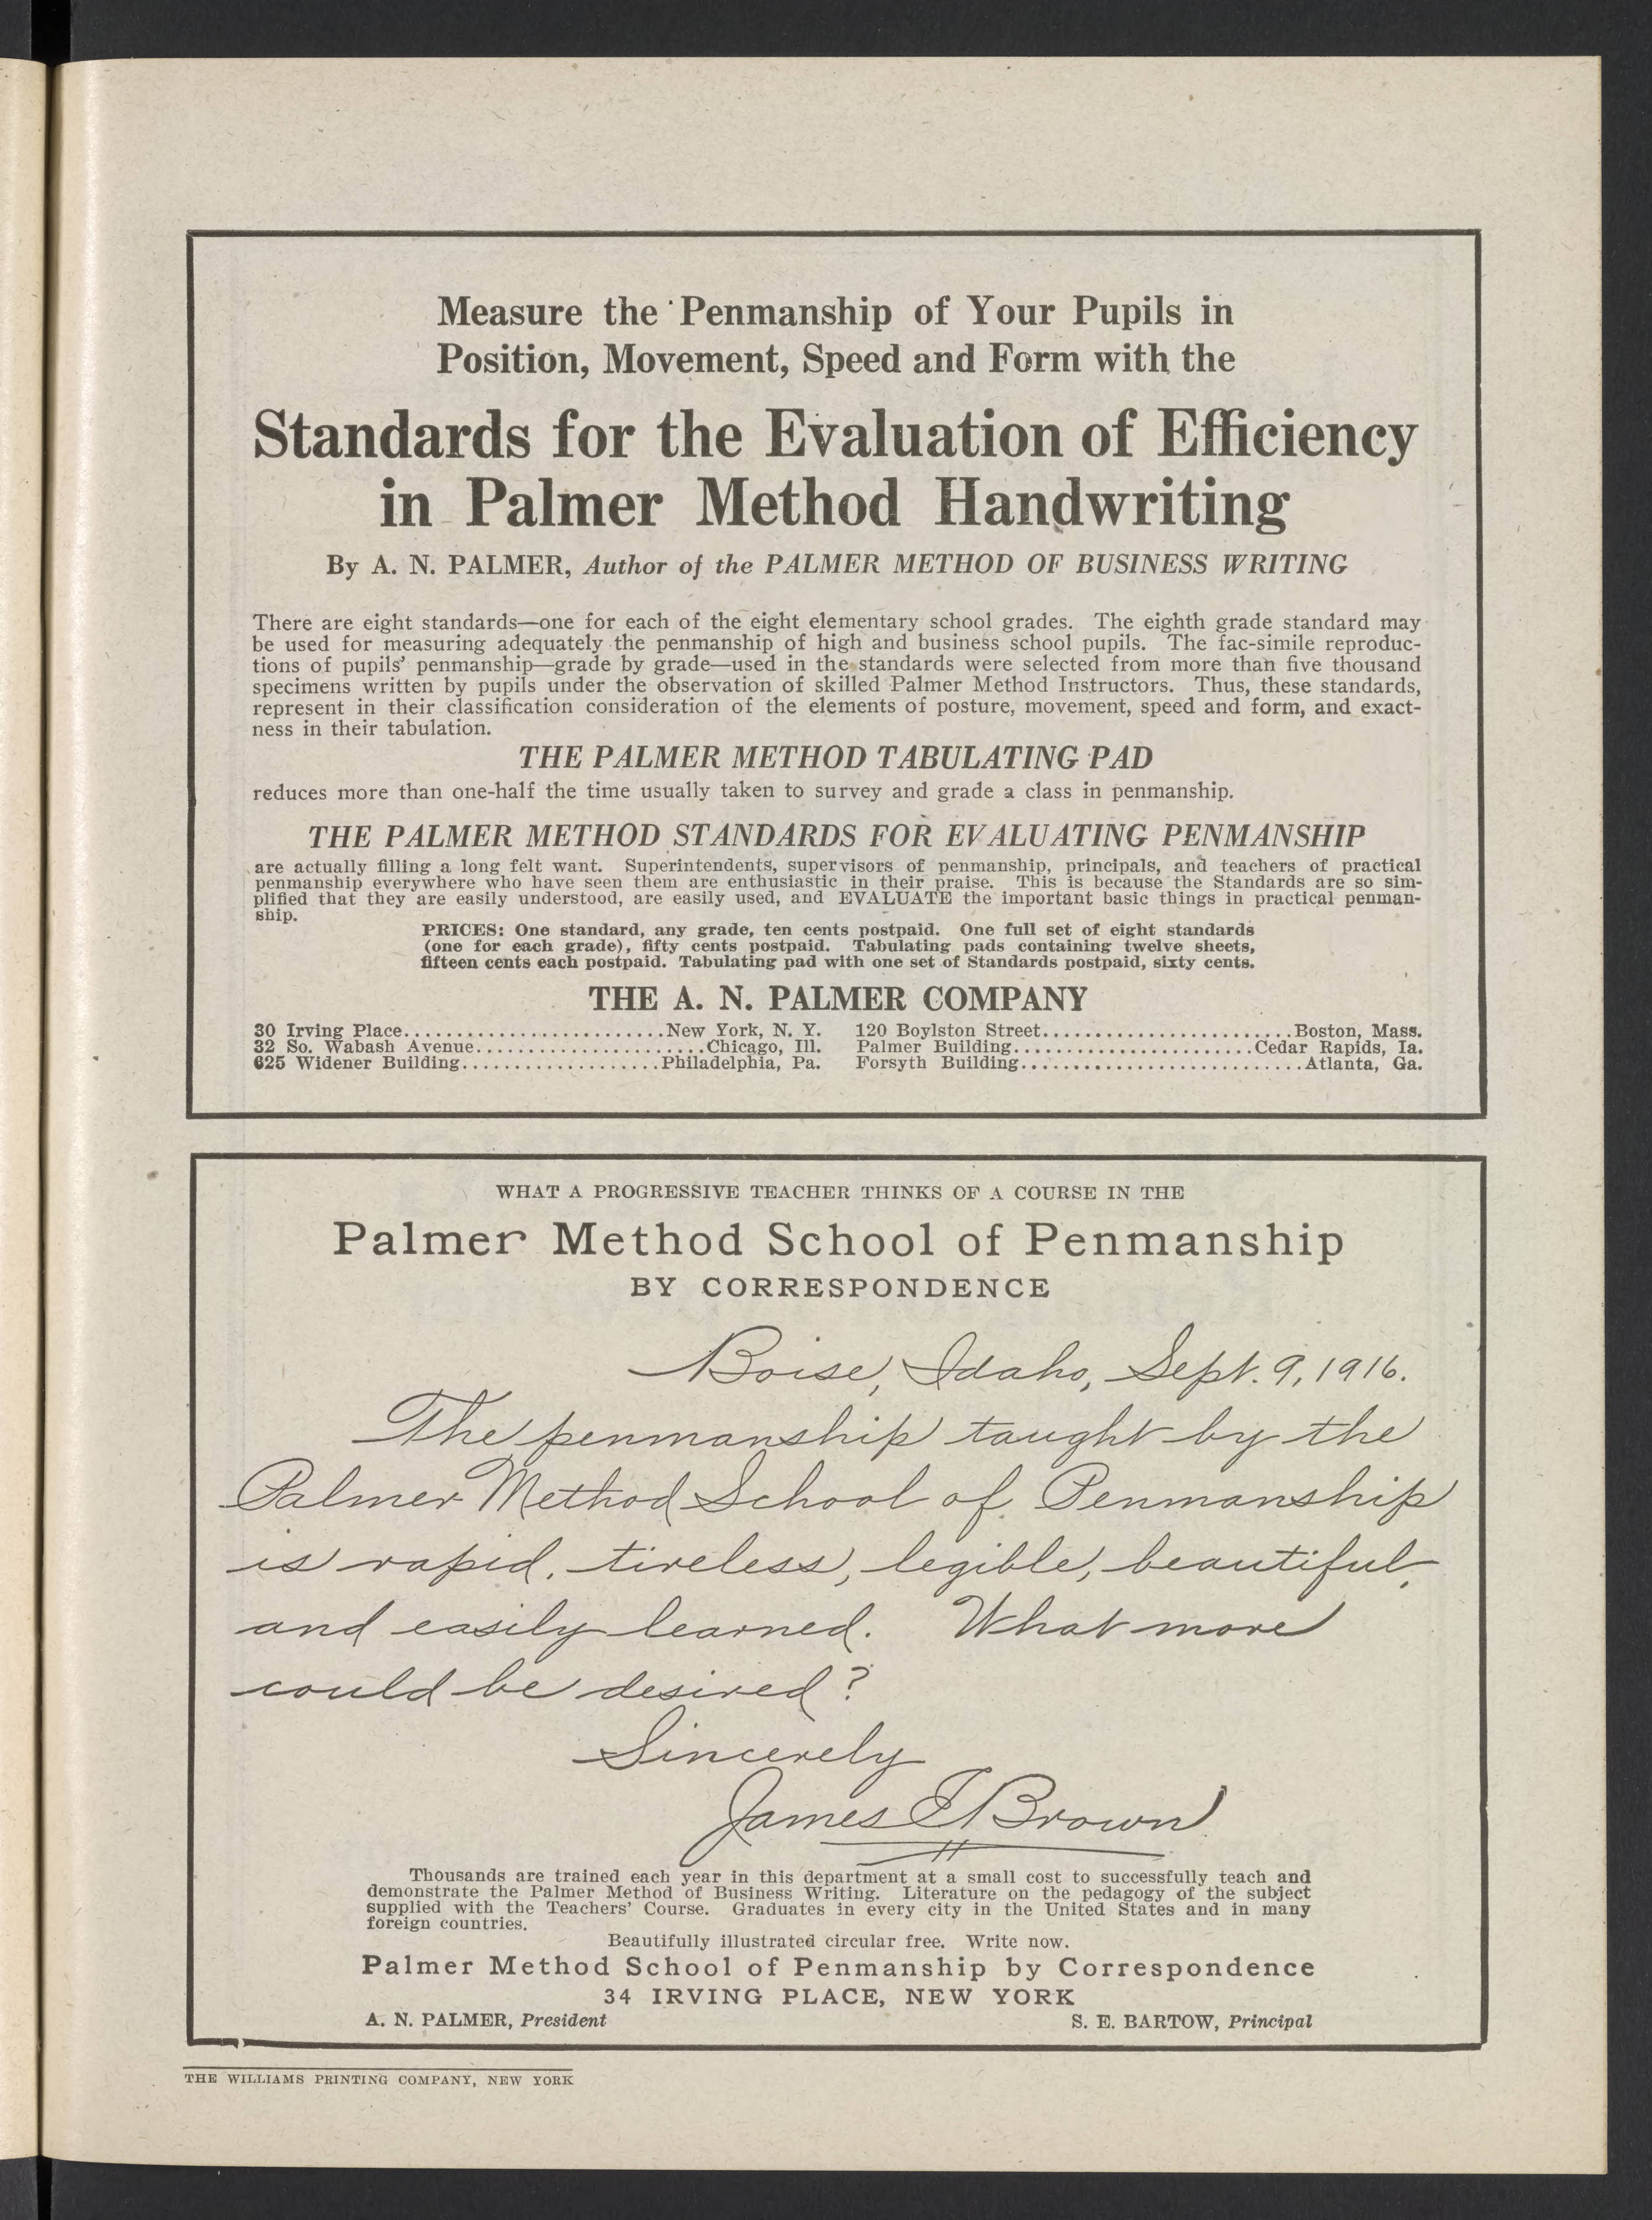 Measure the Penmanship of Your Pupils in
Position, Movement, Speed and Form with the
Standards for the Evaluation of Efficiency
in Palmer Method Handwriting
By A. N. PALMER, Author of the PALMER METHOD OF BUSINESS WRITING
There are eight standards—one for each of the eight elementary school grades. The eighth grade standard may
be used for measuring adequately the penmanship of high and business school pupils. The fac-simile reproduc-
tions of pupils' penmanship—grade by grade—used in the standards were selected from more than five thousand
specimens written by pupils under the observation of skilled Palmer Method Instructors. Thus, these standards,
represent in their classification consideration of the elements of posture, movement, speed and form, and exact-
ness in their tabulation.
THE PALMER METHOD TABULATING PAD
reduces more than one-half the time usually taken to survey and grade a class in penmanship.
THE PALMER METHOD STANDARDS FOR EVALUATING PENMANSHIP
are actually filling a long felt want. Superintendents, supervisors of penmanship, principals, and teachers of practical
penmanship everywhere who have seen them are enthusiastic in their praise. This is because the Standards are so sim-
plified that they are easily understood, are easily used, and EVALUATE the important basic things in practical penman-
ship.
PRICES: One standard, any grade, ten cents postpaid. One full set of eight standards
(one for each grade), fifty cents postpaid. Tabulating pads containing twelve sheets,
fifteen cents each postpaid. Tabulating pad with one set of Standards postpaid, sixty cents.
THE A. N. PALMER COMPANY
30 Irving Place.........................New York, N. Y. 120 Boylston Street........................Boston, Mass.
32 So. Wabash Avenue......................Chicago, Ill. Palmer Building.......................Cedar Rapids, Ia.
625 Widener Building...................Philadelphia, Pa. Forsyth Building...........................Atlanta, Ga.
WHAT A PROGRESSIVE TEACHER THINKS OF A COURSE IN THE
Palmer Method School of Penmanship
BY CORRESPONDENCE
Boise, Idaho, Sept. 9, 1916.
The penmanship taught by the
Palmer Method School of Penmanship
is rapid, tireless, legible, beautiful,
and easily learned. What more
could be desired?
Sincerely
James T Brown
Thousands are trained each year in this department at a small cost to successfully teach and
demonstrate the Palmer Method of Business Writing. Literature on the pedagogy of the subject
supplied with the Teachers' Course. Graduates in every city in the United States and in many
foreign countries.
Beautifully illustrated circular free. Write now.
Palmer Method School of Penmanship by Correspondence
34 IRVING PLACE, NEW YORK
A. N. PALMER, President S. E. BARTOW, Principal
THE WILLIAMS PRINTING COMPANY, NEW YORK